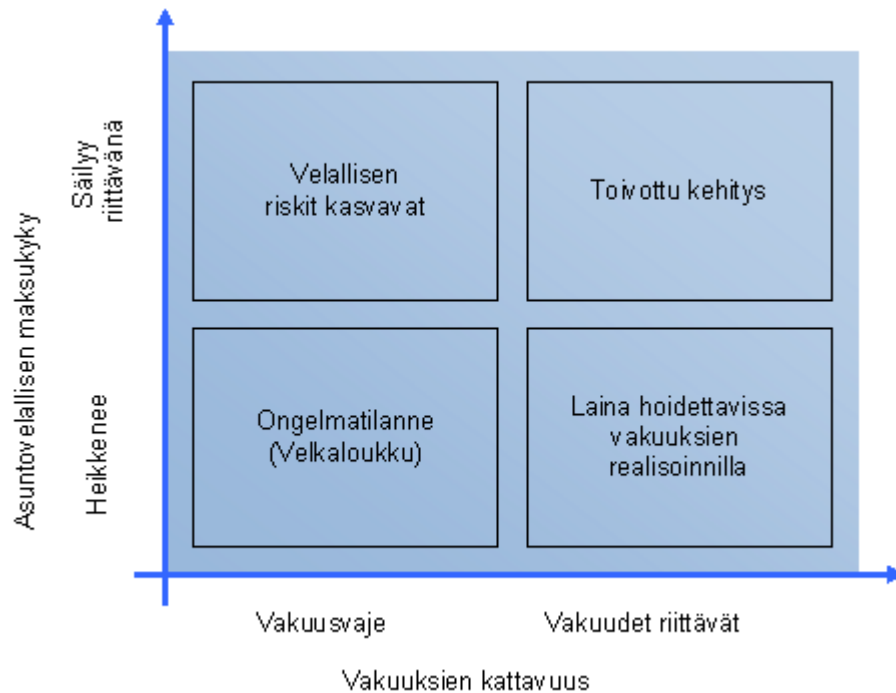 Asuntovelallisen maksukyky
Säilyy
riittävänä
Heikkenee
Velallisen
riskit kasvavat
Toivottu kehitys
Ongelmatilanne
(Velkaloukku)
Laina hoidettavissa
vakuuksien
realisoinnilla
Vakuusvaje
Vakuudet riittävät
Vakuuksien kattavuus